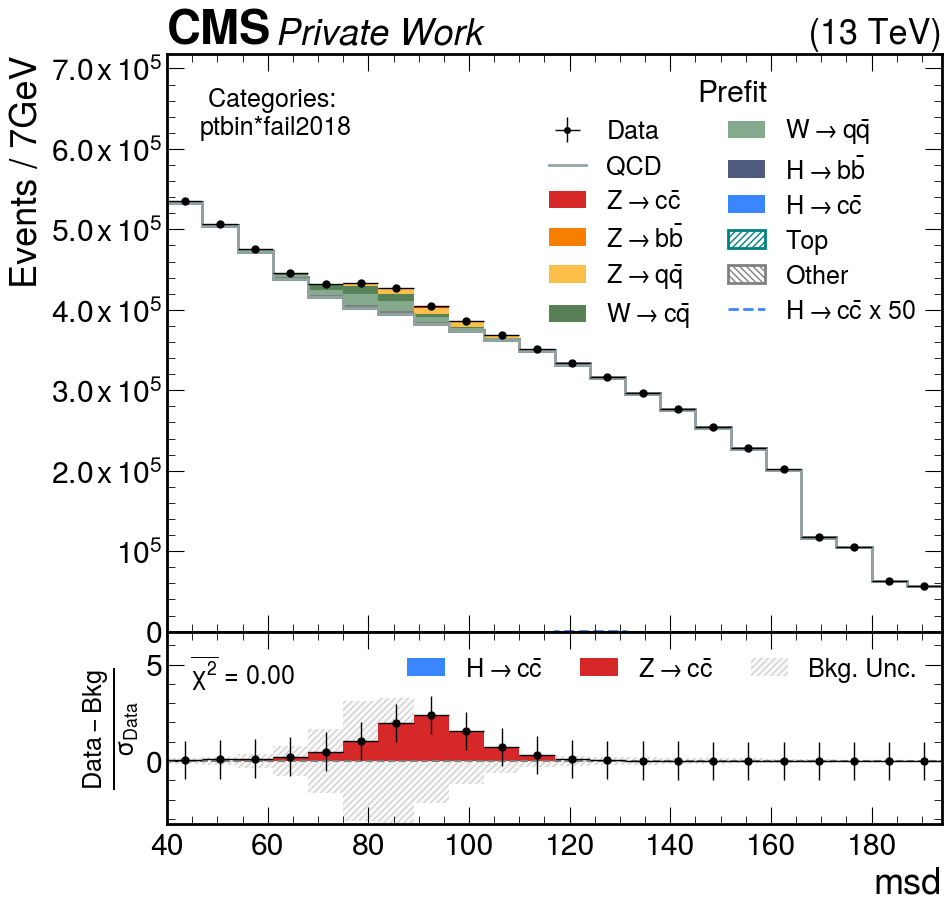 CMS Private Work (13 TeV)
Events / 7GeV
7.0 x 10⁵
6.0 x 10⁵
5.0 x 10⁵
4.0 x 10⁵
3.0 x 10⁵
2.0 x 10⁵
10⁵
0
Categories:
ptbin*fail2018
Prefit
Data
QCD
Z→cc̄
Z→bb̄
Z→qq̄
W→cq̄
W→qq̄
H→bb̄
H→cc̄
Top
Other
H→cc̄ x 50
Data – Bkg
σData
5
0
χ² = 0.00
H→cc̄
Z→cc̄
Bkg. Unc.
40 60 80 100 120 140 160 180
msd